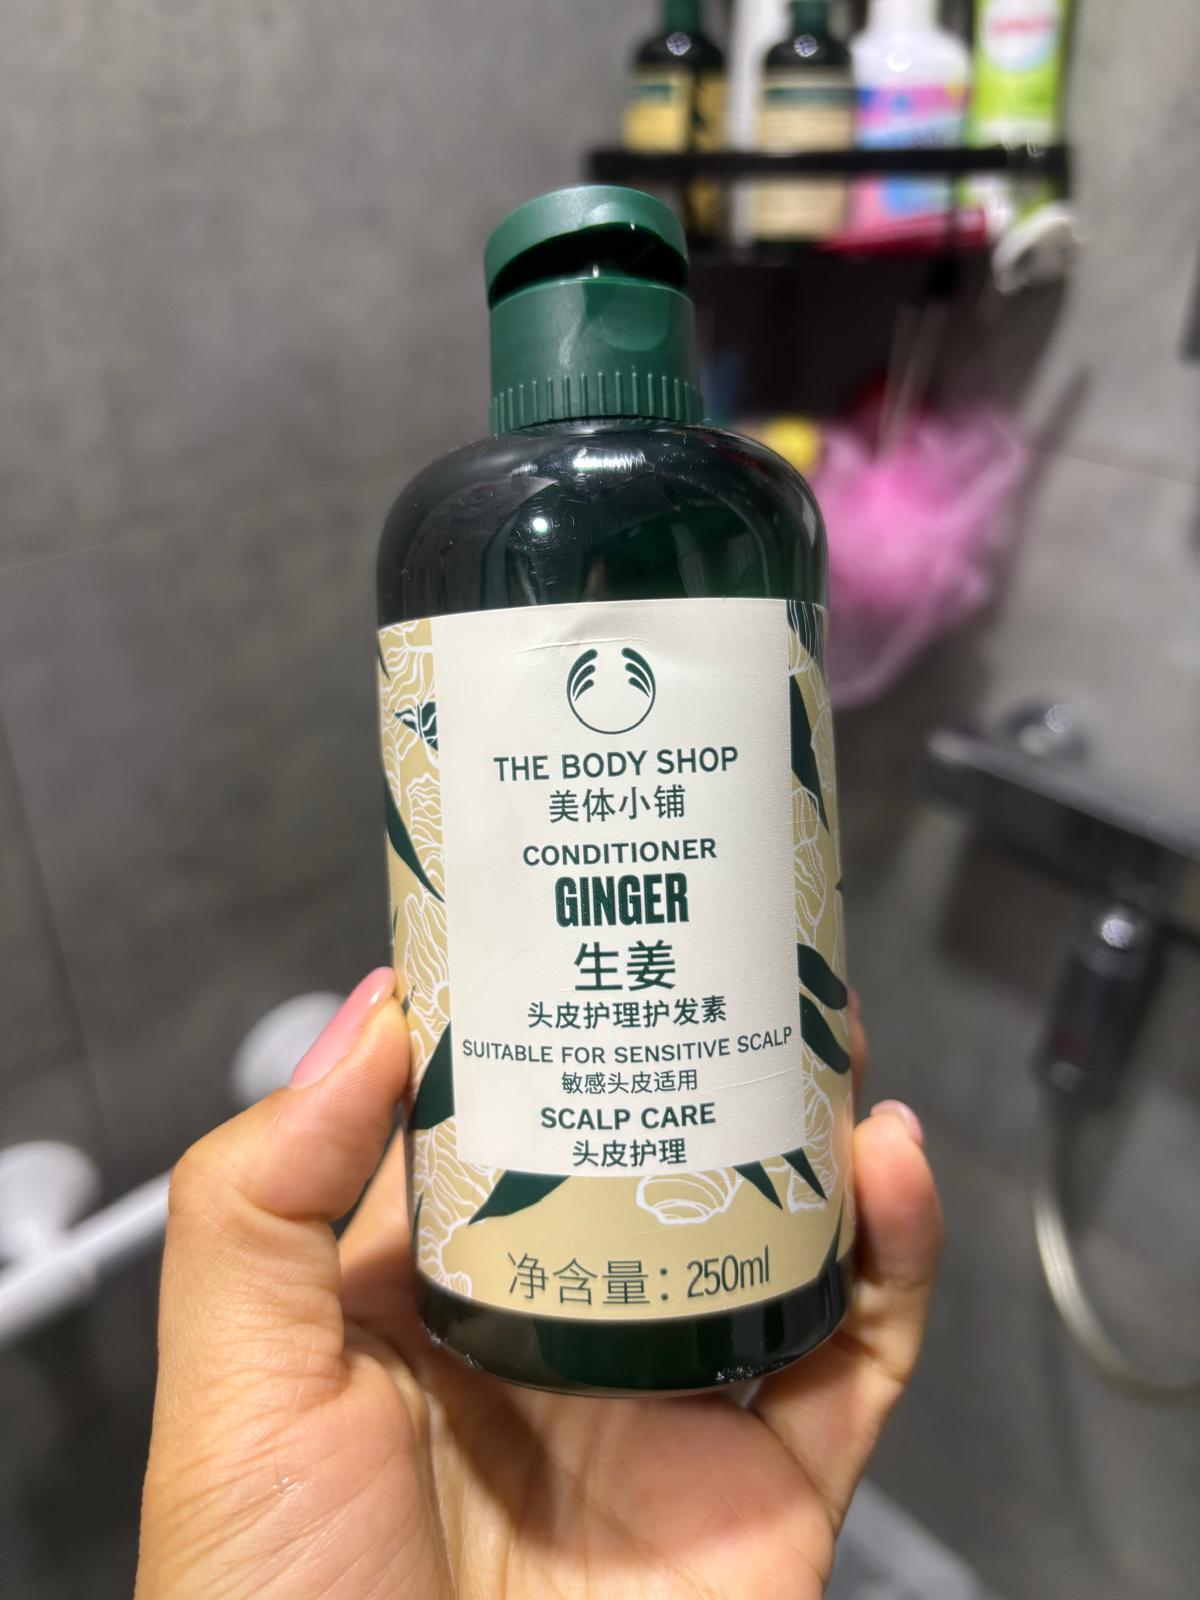 THE BODY SHOP
美体小铺
CONDITIONER
GINGER
生姜
头皮护理护发素
SUITABLE FOR SENSITIVE SCALP
敏感头皮适用
SCALP CARE
头皮护理
净含量：250ml